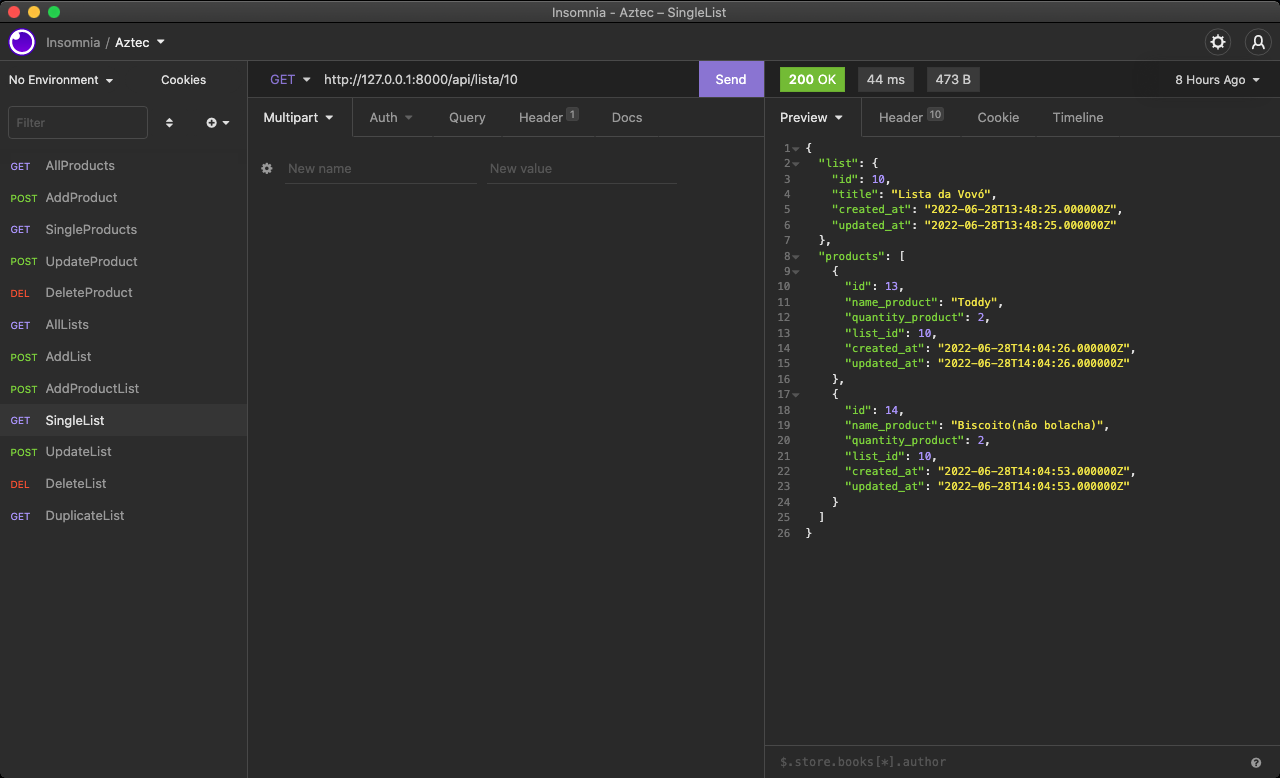 Insomnia - Aztec – SingleList
Insomnia / Aztec
No Environment Cookies
GET http://127.0.0.1:8000/api/lista/10 Send
200 OK 44 ms 473 B 8 Hours Ago
Filter
Multipart Auth Query Header 1 Docs
Preview Header 10 Cookie Timeline
GET AllProducts
POST AddProduct
GET SingleProducts
POST UpdateProduct
DEL DeleteProduct
GET AllLists
POST AddList
POST AddProductList
GET SingleList
POST UpdateList
DEL DeleteList
GET DuplicateList
New name New value
1 {
2 "list": {
3 "id": 10,
4 "title": "Lista da Vovó",
5 "created_at": "2022-06-28T13:48:25.000000Z",
6 "updated_at": "2022-06-28T13:48:25.000000Z"
7 },
8 "products": [
9 {
10 "id": 13,
11 "name_product": "Toddy",
12 "quantity_product": 2,
13 "list_id": 10,
14 "created_at": "2022-06-28T14:04:26.000000Z",
15 "updated_at": "2022-06-28T14:04:26.000000Z"
16 },
17 {
18 "id": 14,
19 "name_product": "Biscoito(não bolacha)",
20 "quantity_product": 2,
21 "list_id": 10,
22 "created_at": "2022-06-28T14:04:53.000000Z",
23 "updated_at": "2022-06-28T14:04:53.000000Z"
24 }
25 ]
26 }
$.store.books[*].author